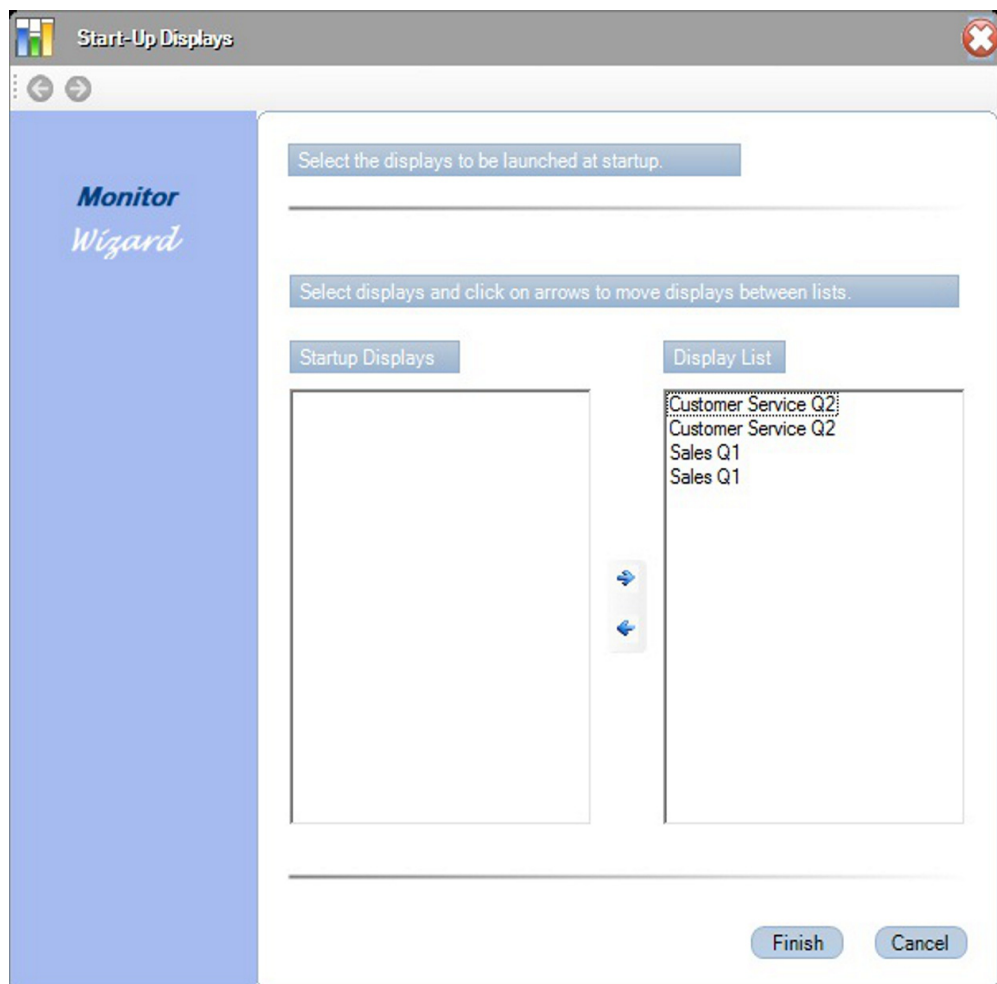 Start-Up Displays
Monitor
Wizard
Select the displays to be launched at startup.
Select displays and click on arrows to move displays between lists.
Startup Displays
Display List
Customer Service Q2
Customer Service Q2
Sales Q1
Sales Q1
Finish
Cancel